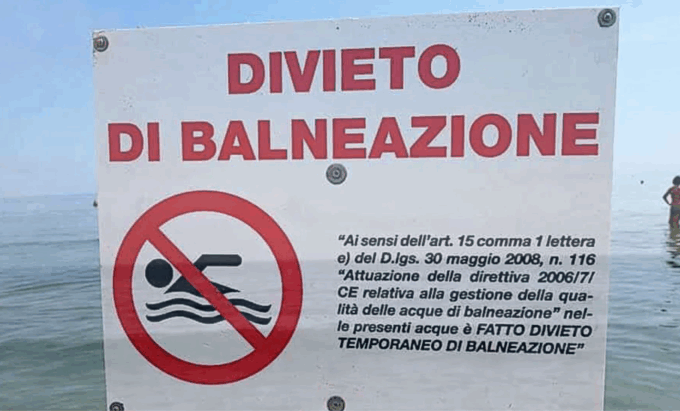 DIVIETO
DI BALNEAZIONE
“Ai sensi dell’art. 15 comma 1 lettera
e) del D.lgs. 30 maggio 2008, n. 116
“Attuazione della direttiva 2006/7/
CE relativa alla gestione della qua-
lità delle acque di balneazione” nel-
le presenti acque è FATTO DIVIETO
TEMPORANEO DI BALNEAZIONE”